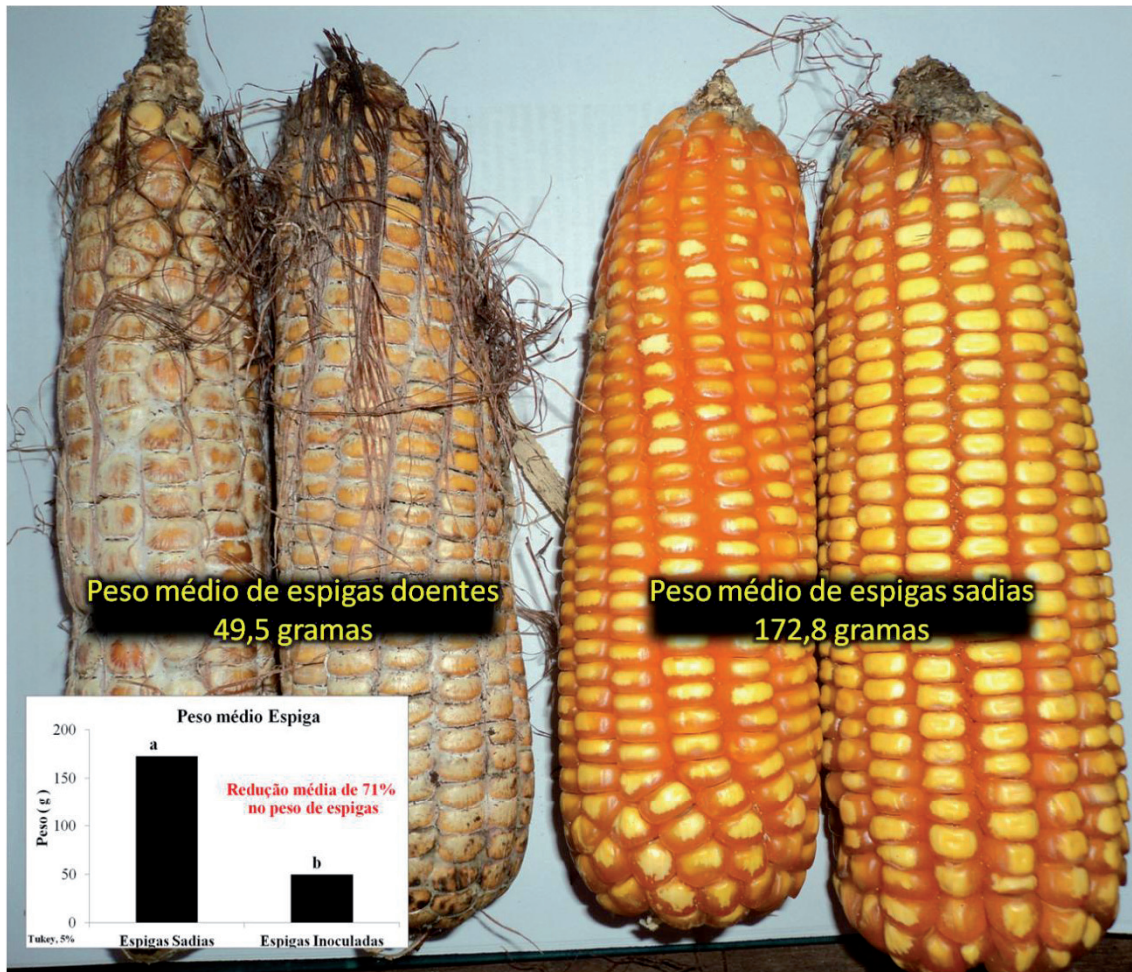 Peso médio de espigas doentes
49,5 gramas
Peso médio de espigas sadias
172,8 gramas
Peso médio Espiga
Peso ( g )
200
150
100
50
0
a
b
Redução média de 71%
no peso de espigas
Espigas Sadias
Espigas Inoculadas
Tukey, 5%